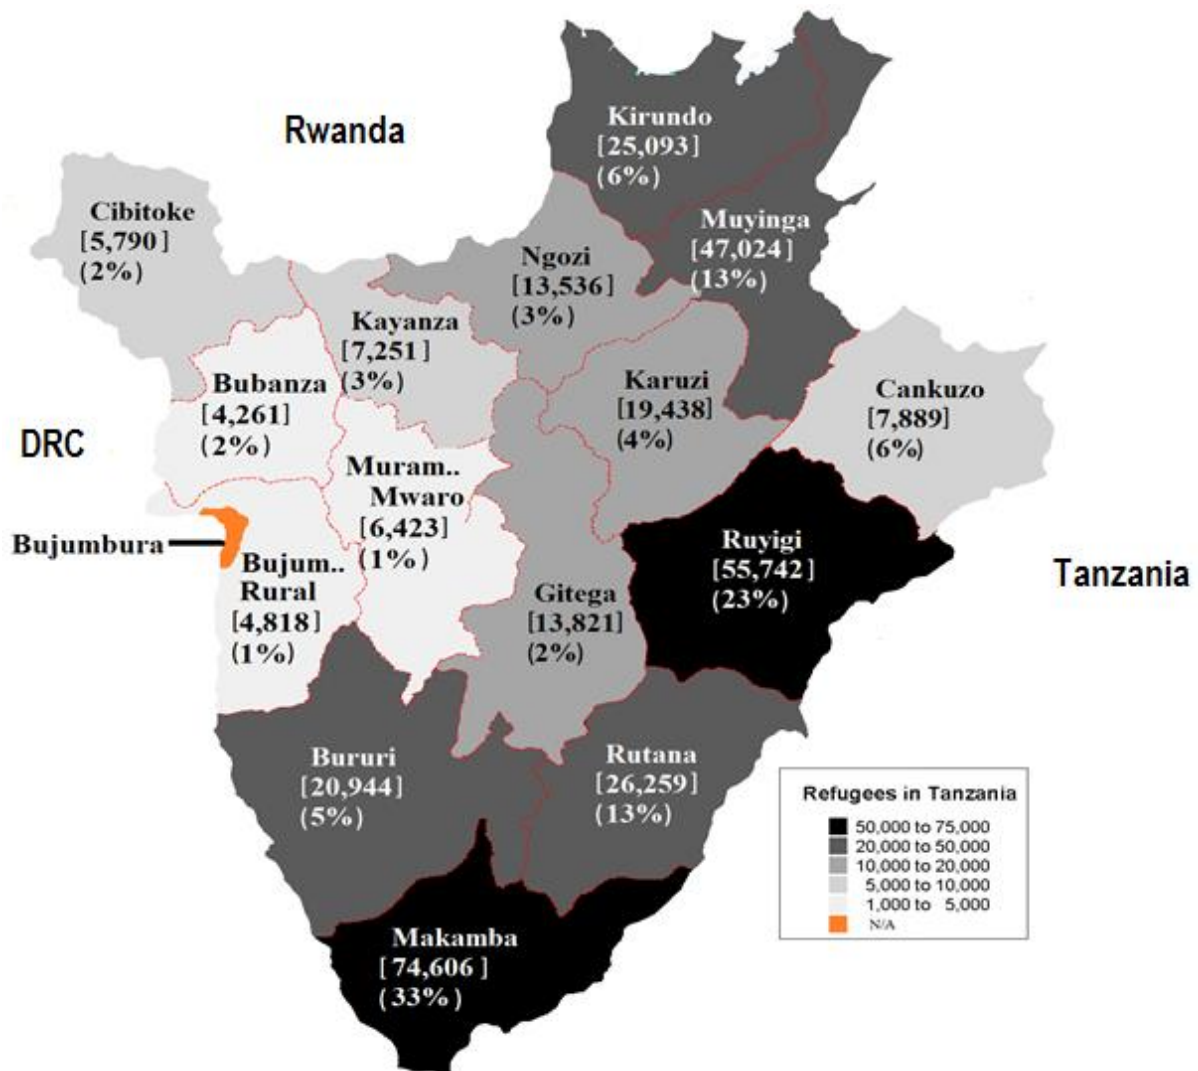 Rwanda
Kirundo
[25,093]
(6%)
Cibitoke
[5,790]
(2%)
Muyinga
[47,024]
(13%)
Ngozi
[13,536]
(3%)
Kayanza
[7,251]
(3%)
Bubanza
[4,261]
(2%)
Karuzi
[19,438]
(4%)
Cankuzo
[7,889]
(6%)
DRC
Muram..
Mwaro
[6,423]
(1%)
Bujumbura
Bujum..
Rural
[4,818]
(1%)
Ruyigi
[55,742]
(23%)
Gitega
[13,821]
(2%)
Tanzania
Bururi
[20,944]
(5%)
Rutana
[26,259]
(13%)
Makamba
[74,606]
(33%)
Refugees in Tanzania
50,000 to 75,000
20,000 to 50,000
10,000 to 20,000
5,000 to 10,000
1,000 to 5,000
N/A